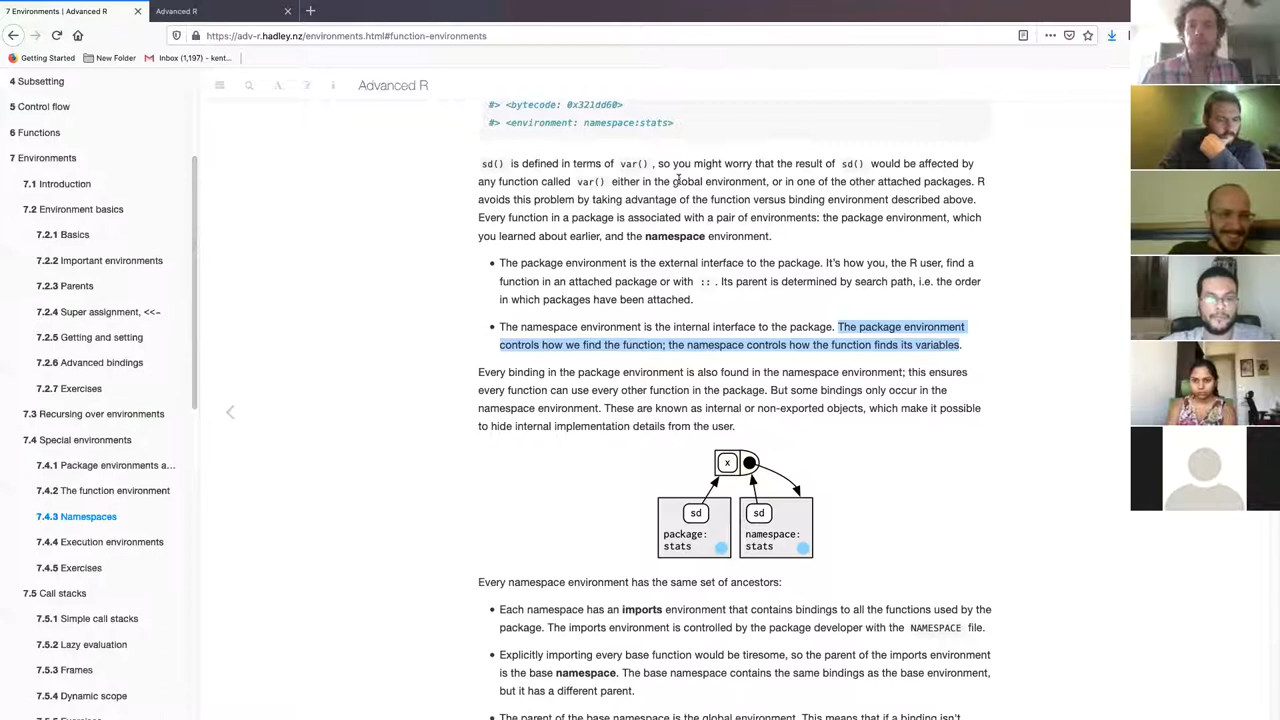 7 Environments | Advanced R
Advanced R
https://adv-r.hadley.nz/environments.html#function-environments
Getting Started
New Folder
Inbox (1,197) - kent...
4 Subsetting
5 Control flow
6 Functions
7 Environments
7.1 Introduction
7.2 Environment basics
7.2.1 Basics
7.2.2 Important environments
7.2.3 Parents
7.2.4 Super assignment, <<-
7.2.5 Getting and setting
7.2.6 Advanced bindings
7.2.7 Exercises
7.3 Recursing over environments
7.4 Special environments
7.4.1 Package environments a...
7.4.2 The function environment
7.4.3 Namespaces
7.4.4 Execution environments
7.4.5 Exercises
7.5 Call stacks
7.5.1 Simple call stacks
7.5.2 Lazy evaluation
7.5.3 Frames
7.5.4 Dynamic scope
Advanced R
#> <bytecode: 0x321dd60>
#> <environment: namespace:stats>
sd() is defined in terms of var(), so you might worry that the result of sd() would be affected by
any function called var() either in the global environment, or in one of the other attached packages. R
avoids this problem by taking advantage of the function versus binding environment described above.
Every function in a package is associated with a pair of environments: the package environment, which
you learned about earlier, and the namespace environment.
• The package environment is the external interface to the package. It's how you, the R user, find a
function in an attached package or with ::. Its parent is determined by search path, i.e. the order
in which packages have been attached.
• The namespace environment is the internal interface to the package. The package environment
controls how we find the function; the namespace controls how the function finds its variables.
Every binding in the package environment is also found in the namespace environment; this ensures
every function can use every other function in the package. But some bindings only occur in the
namespace environment. These are known as internal or non-exported objects, which make it possible
to hide internal implementation details from the user.
x
sd
sd
package:
stats
namespace:
stats
Every namespace environment has the same set of ancestors:
• Each namespace has an imports environment that contains bindings to all the functions used by the
package. The imports environment is controlled by the package developer with the NAMESPACE file.
• Explicitly importing every base function would be tiresome, so the parent of the imports environment
is the base namespace. The base namespace contains the same bindings as the base environment,
but it has a different parent.
• The parent of the base namespace is the global environment. This means that if a binding isn't